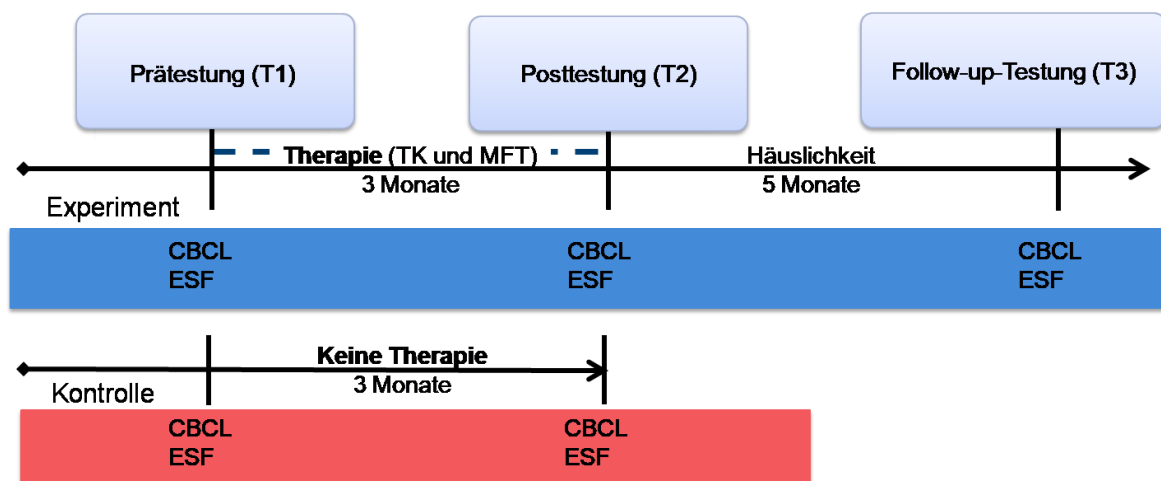 Prätestung (T1)
Posttestung (T2)
Follow-up-Testung (T3)
Therapie (TK und MFT)
Häuslichkeit
3 Monate
5 Monate
Experiment
CBCL
CBCL
CBCL
ESF
ESF
ESF
Keine Therapie
3 Monate
Kontrolle
CBCL
CBCL
ESF
ESF